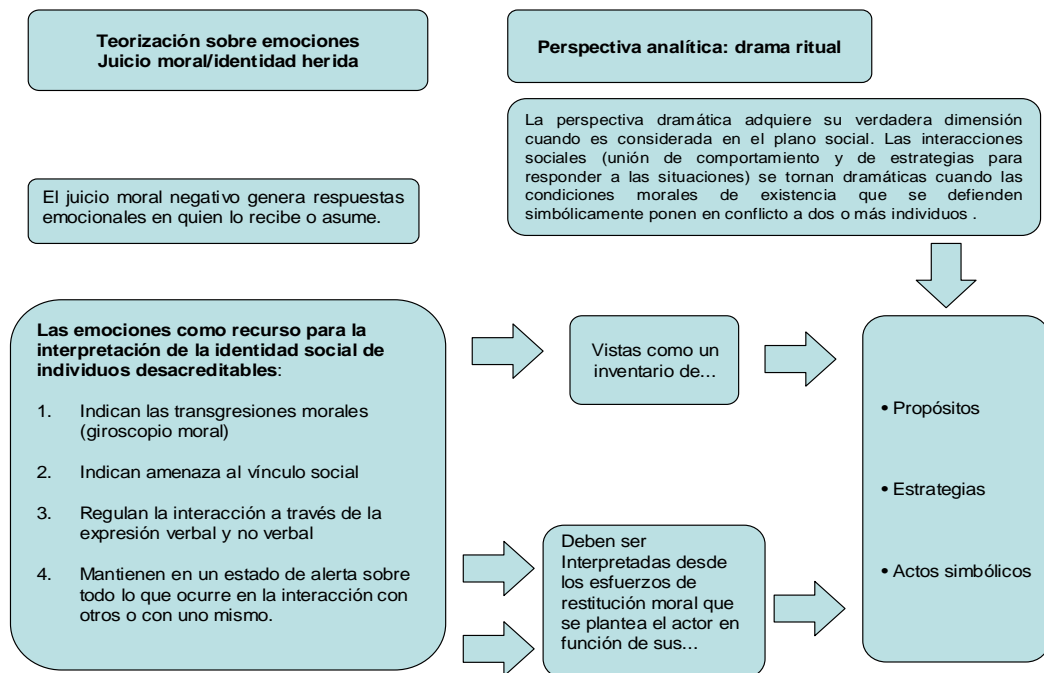 Teorización sobre emociones
Juicio moral/identidad herida
Perspectiva analítica: drama ritual
La perspectiva dramática adquiere su verdadera dimensión
cuando es considerada en el plano social. Las interacciones
sociales (unión de comportamiento y de estrategias para
responder a las situaciones) se tornan dramáticas cuando las
condiciones morales de existencia que se defienden
simbólicamente ponen en conflicto a dos o más individuos .
El juicio moral negativo genera respuestas
emocionales en quien lo recibe o asume.
Las emociones como recurso para la
interpretación de la identidad social de
individuos desacreditables:
1. Indican las transgresiones morales
(giroscopio moral)
2. Indican amenaza al vínculo social
3. Regulan la interacción a través de la
expresión verbal y no verbal
4. Mantienen en un estado de alerta sobre
todo lo que ocurre en la interacción con
otros o con uno mismo.
Vistas como un
inventario de...
Deben ser
Interpretadas desde
los esfuerzos de
restitución moral que
se plantea el actor en
función de sus...
• Propósitos
• Estrategias
• Actos simbólicos